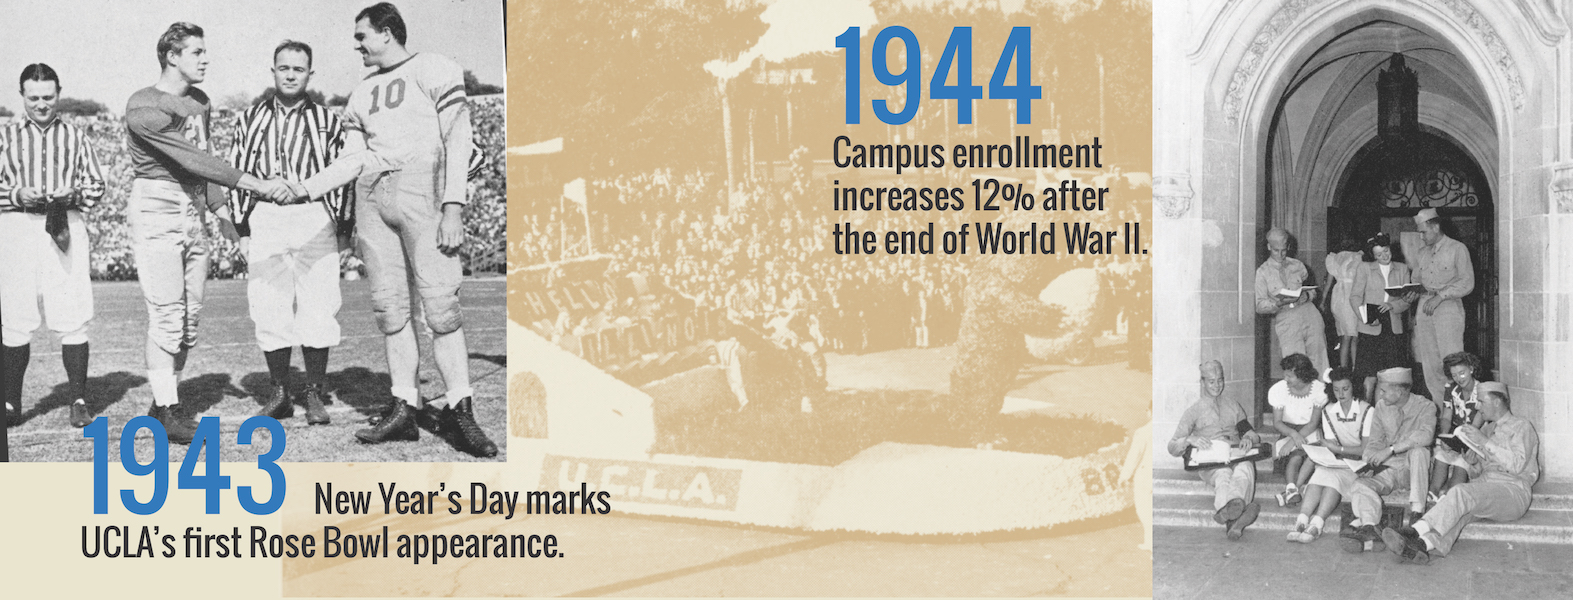 10
1943 New Year's Day marks
UCLA's first Rose Bowl appearance.
1944
Campus enrollment
increases 12% after
the end of World War II.
HELLO
ILLINOIS
U.C.L.A.